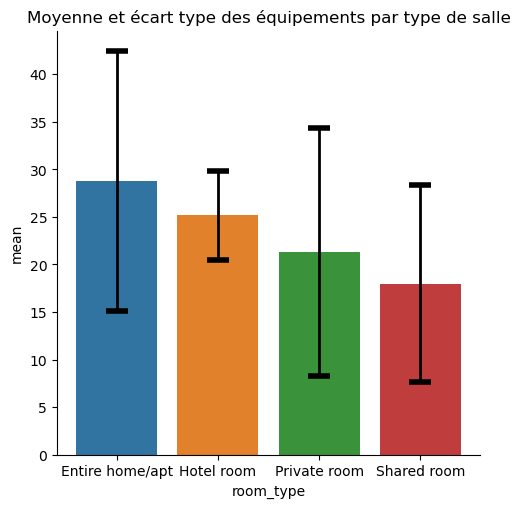 Moyenne et écart type des équipements par type de salle
40
35
30
25
20
15
10
5
0
mean
Entire home/apt Hotel room Private room Shared room
room_type